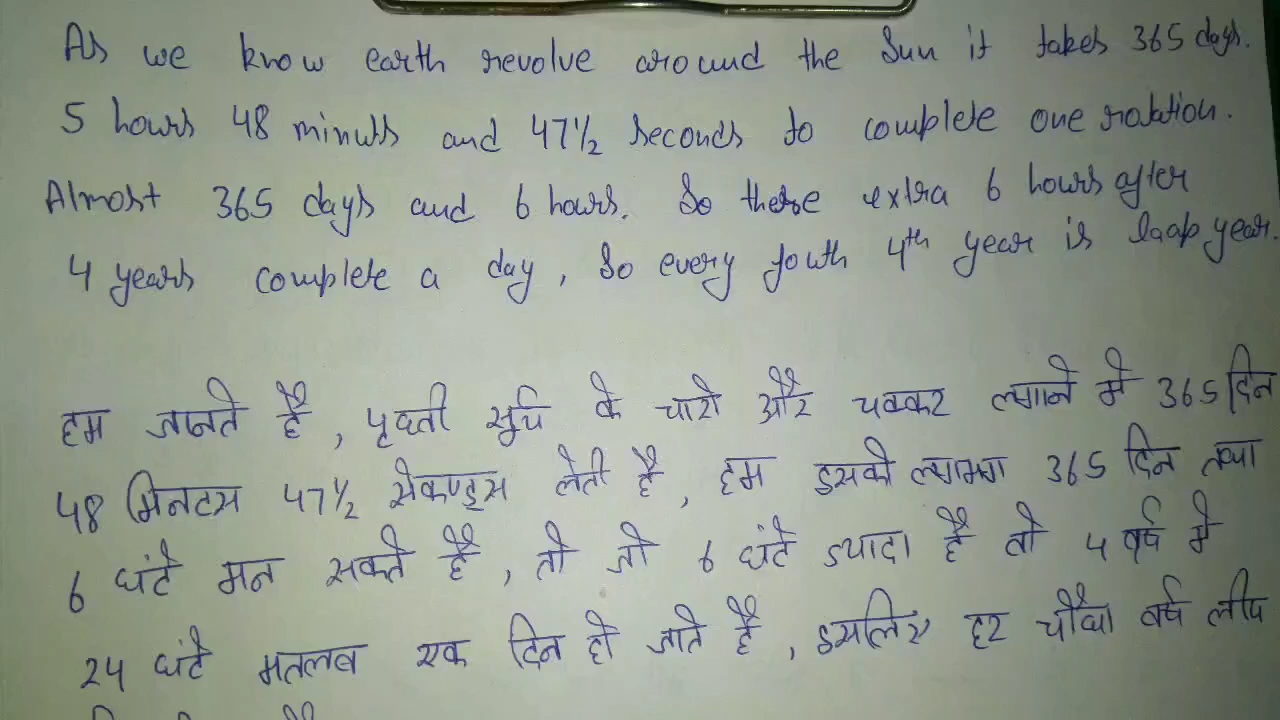 As we know earth revolve around the Sun it takes 365 days.
5 hours 48 minuts and 47½ seconds to complete one rotation.
Almost 365 days and 6 hours. So these extra 6 hours after
4 years complete a day, So every fouth 4th year is leap year.
हम जानते है, पृथ्वी सूर्य के चारो और चक्कर लगाने मे 365 दिन
48 मिनटस 47½ सेकण्ड्स लेती है, हम इसको लगभग 365 दिन तथा
6 घंटे मन सकते है, तो जो 6 घंटे ज्यादा है वो 4 वर्ष मे
24 घंटे मतलब एक दिन हो जाते है, इसलिए हर चौथा वर्ष लीप